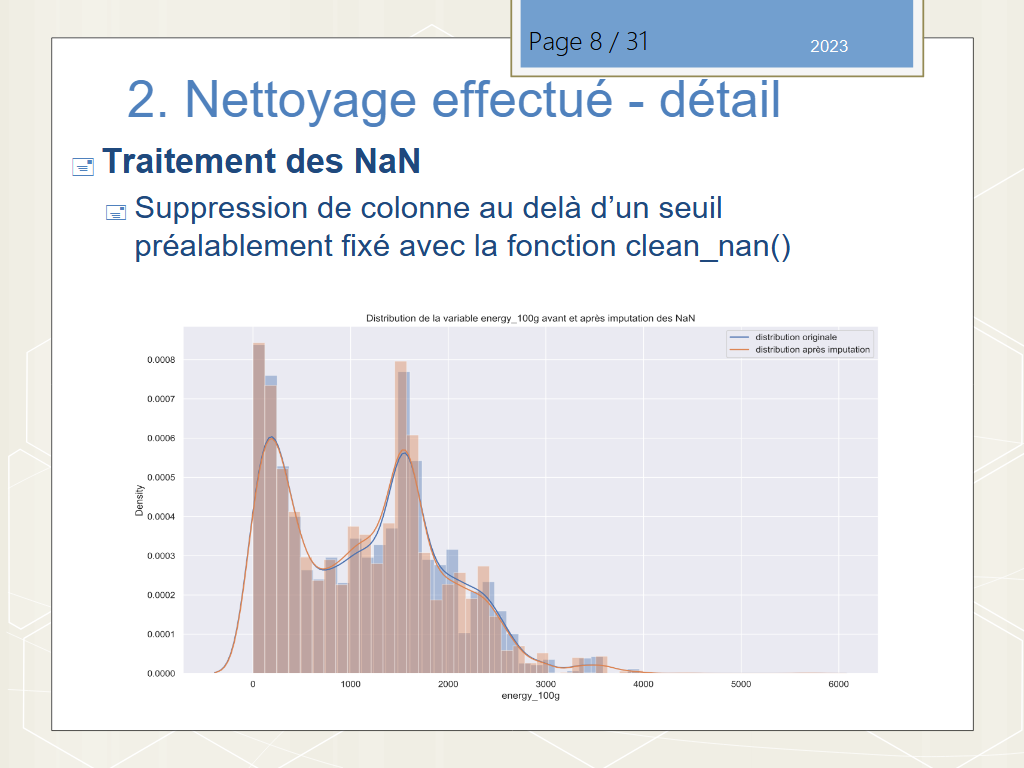 Page 8 / 31
2023
2. Nettoyage effectué - détail
Traitement des NaN
Suppression de colonne au delà d’un seuil
préalablement fixé avec la fonction clean_nan()
Distribution de la variable energy_100g avant et après imputation des NaN
distribution originale
distribution après imputation
Density
0.0008
0.0007
0.0006
0.0005
0.0004
0.0003
0.0002
0.0001
0.0000
0 1000 2000 3000 4000 5000 6000
energy_100g